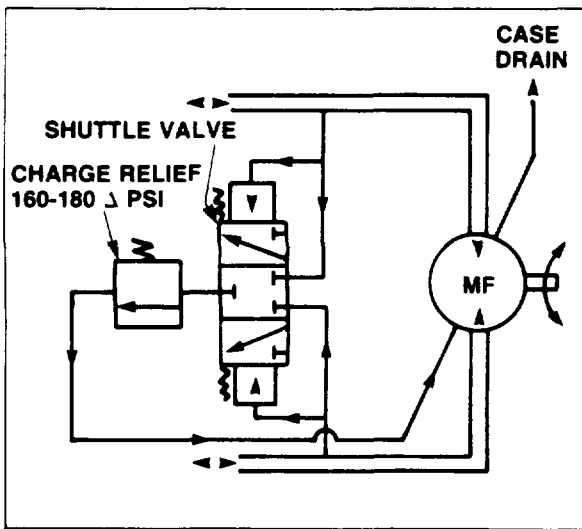 CASE
DRAIN
SHUTTLE VALVE
CHARGE RELIEF
160-180 Δ PSI
MF